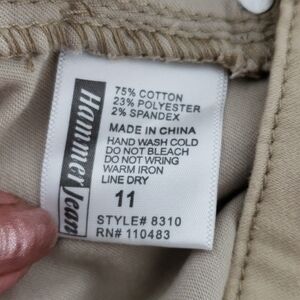 Hammer Jean
75% COTTON
23% POLYESTER
2% SPANDEX
MADE IN CHINA
HAND WASH COLD
DO NOT BLEACH
DO NOT WRING
WARM IRON
LINE DRY
11
STYLE# 8310
RN# 110483